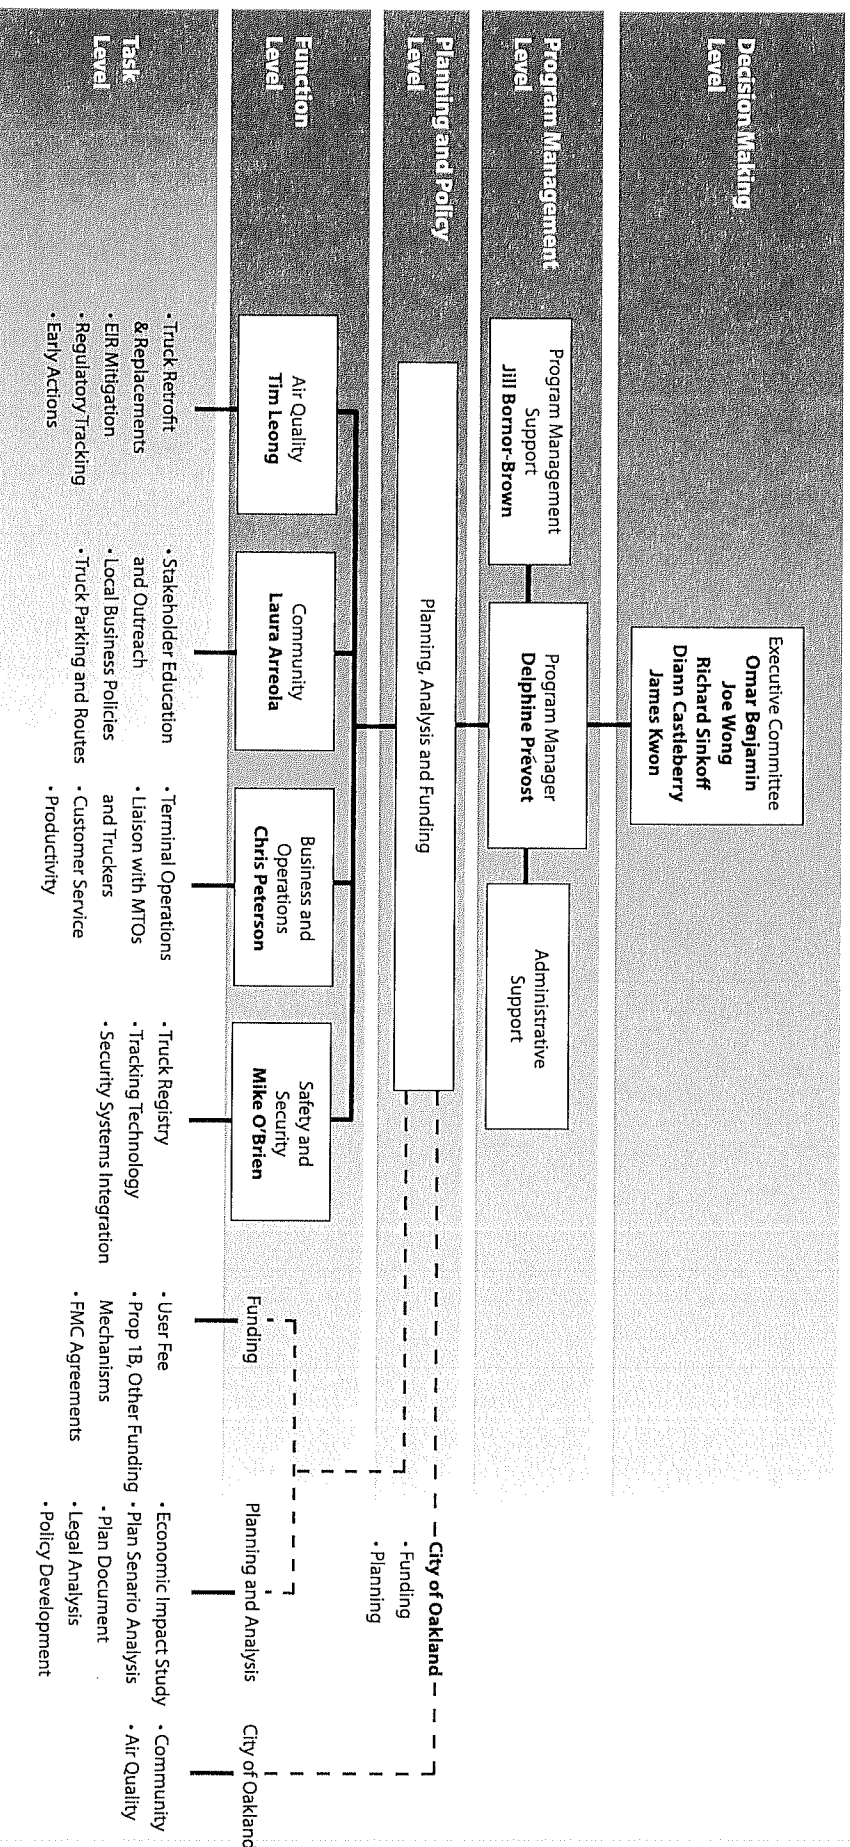 Decision Making
Level
Executive Committee
Omar Benjamin
Joe Wong
Richard Sinkoff
Diann Castleberry
James Kwon
Program Management
Level
Program Management
Support
Jill Bornor-Brown
Program Manager
Delphine Prévost
Administrative
Support
Planning and Policy
Level
Planning, Analysis and Funding
City of Oakland
• Funding
• Planning
Function
Level
Air Quality
Tim Leong
Community
Laura Arreola
Business and
Operations
Chris Peterson
Safety and
Security
Mike O'Brien
Funding
Planning and Analysis
City of Oakland
Task
Level
• Truck Retrofit
& Replacements
• EIR Mitigation
• Regulatory Tracking
• Early Actions
• Stakeholder Education
and Outreach
• Local Business Policies
• Truck Parking and Routes
• Terminal Operations
• Liaison with MTOs
and Truckers
• Customer Service
• Productivity
• Truck Registry
• Tracking Technology
• Security Systems Integration
• User Fee
• Prop 1B, Other Funding
Mechanisms
• FMC Agreements
• Economic Impact Study
• Plan Senario Analysis
• Plan Document
• Legal Analysis
• Policy Development
• Community
• Air Quality